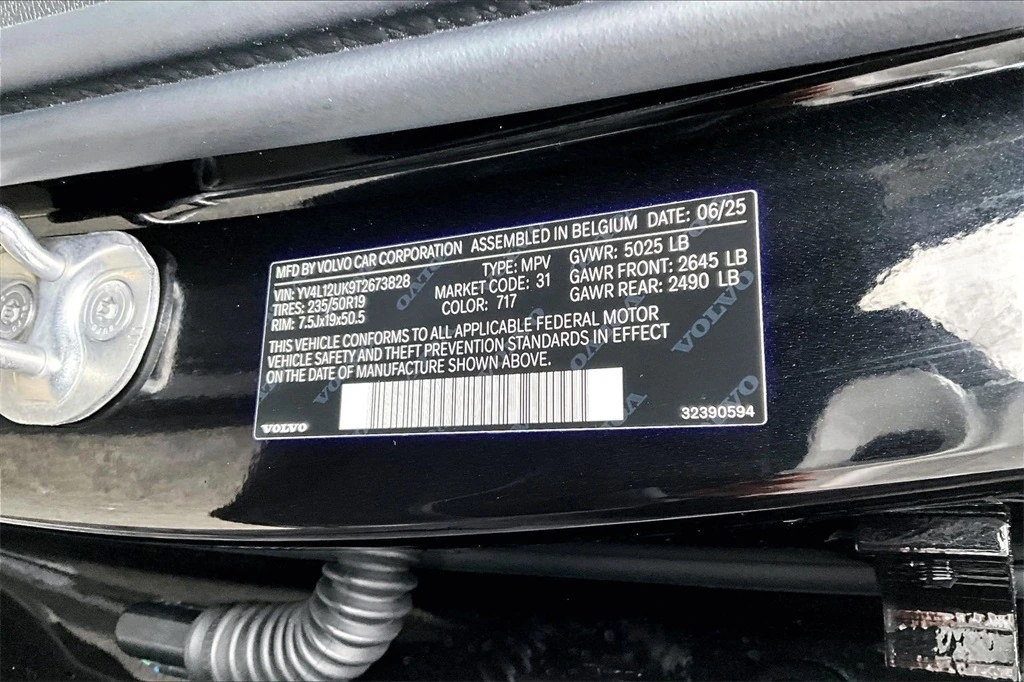 MFD BY VOLVO CAR CORPORATION ASSEMBLED IN BELGIUM DATE: 06/25
VIN: YV4L12UK9T2673828 TYPE: MPV GVWR: 5025 LB
TIRES: 235/50R19 MARKET CODE: 31 GAWR FRONT: 2645 LB
RIM: 7.5Jx19x50.5 COLOR: 717 GAWR REAR: 2490 LB
THIS VEHICLE CONFORMS TO ALL APPLICABLE FEDERAL MOTOR
VEHICLE SAFETY AND THEFT PREVENTION STANDARDS IN EFFECT
ON THE DATE OF MANUFACTURE SHOWN ABOVE.
VOLVO 32390594